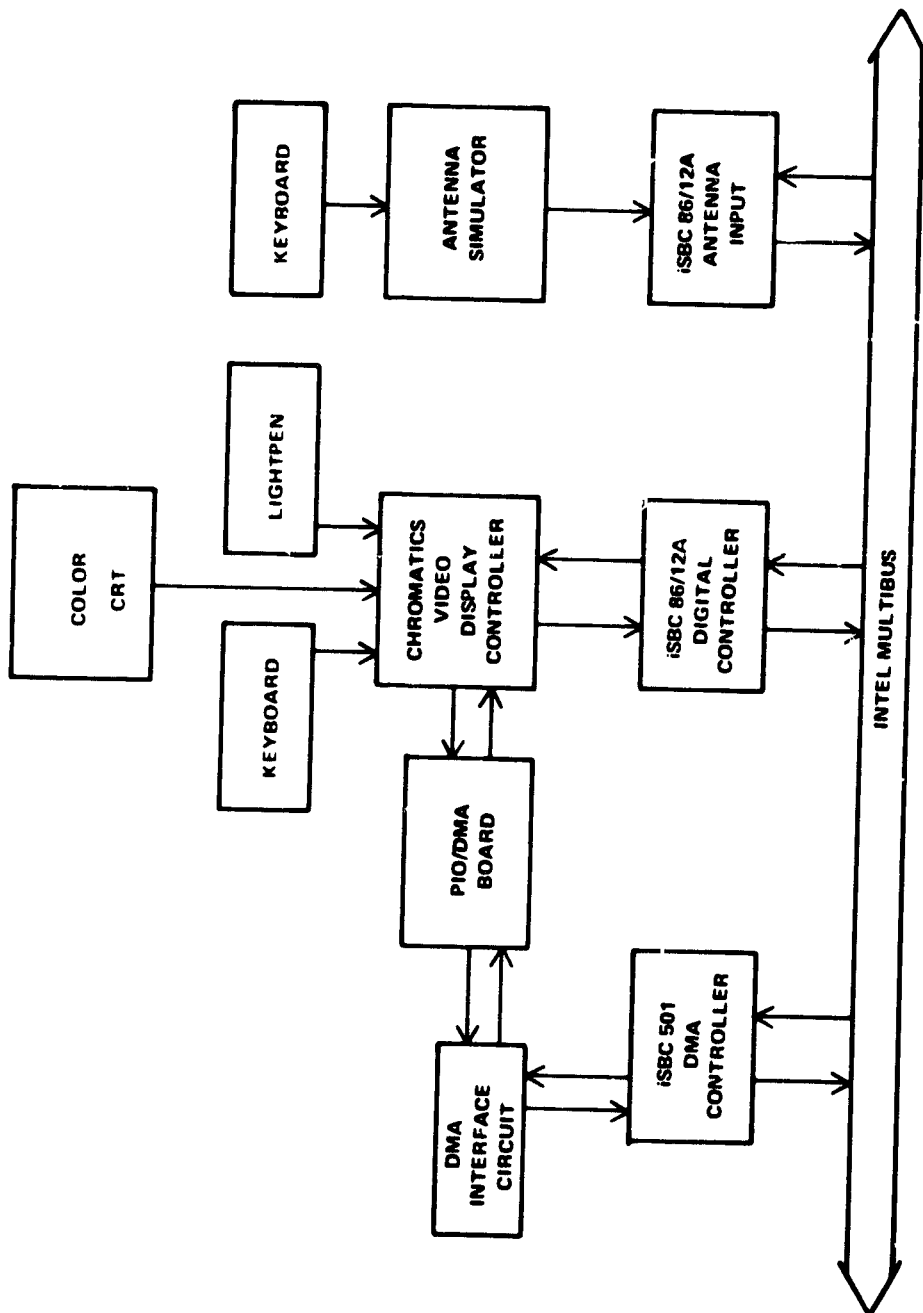 COLOR
CRT
KEYBOARD
LIGHTPEN
KEYBOARD
CHROMATICS
VIDEO
DISPLAY
CONTROLLER
ANTENNA
SIMULATOR
PIO/DMA
BOARD
DMA
INTERFACE
CIRCUIT
iSBC 501
DMA
CONTROLLER
iSBC 86/12A
DIGITAL
CONTROLLER
iSBC 86/12A
ANTENNA
INPUT
INTEL MULTIBUS